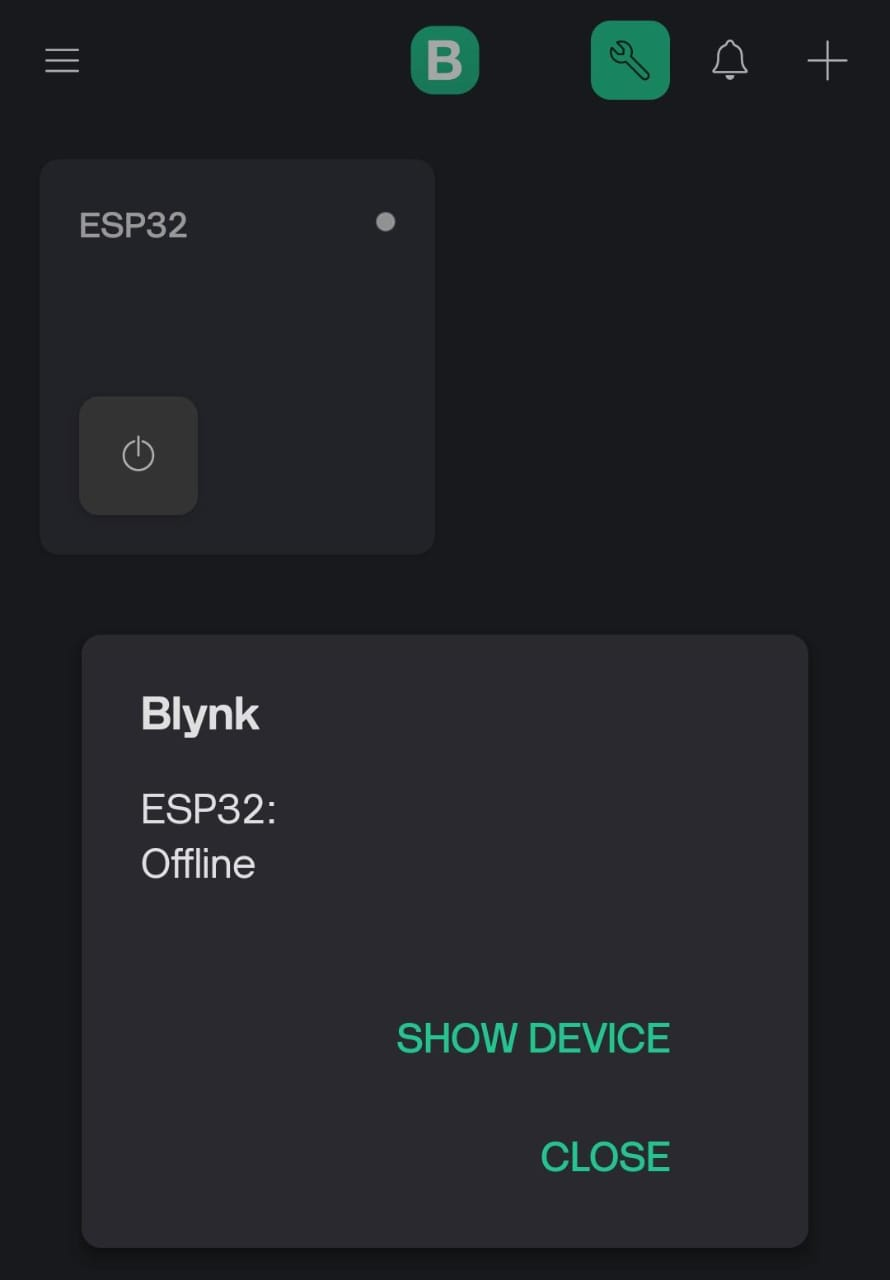 B
ESP32
Blynk
ESP32:
Offline
SHOW DEVICE
CLOSE